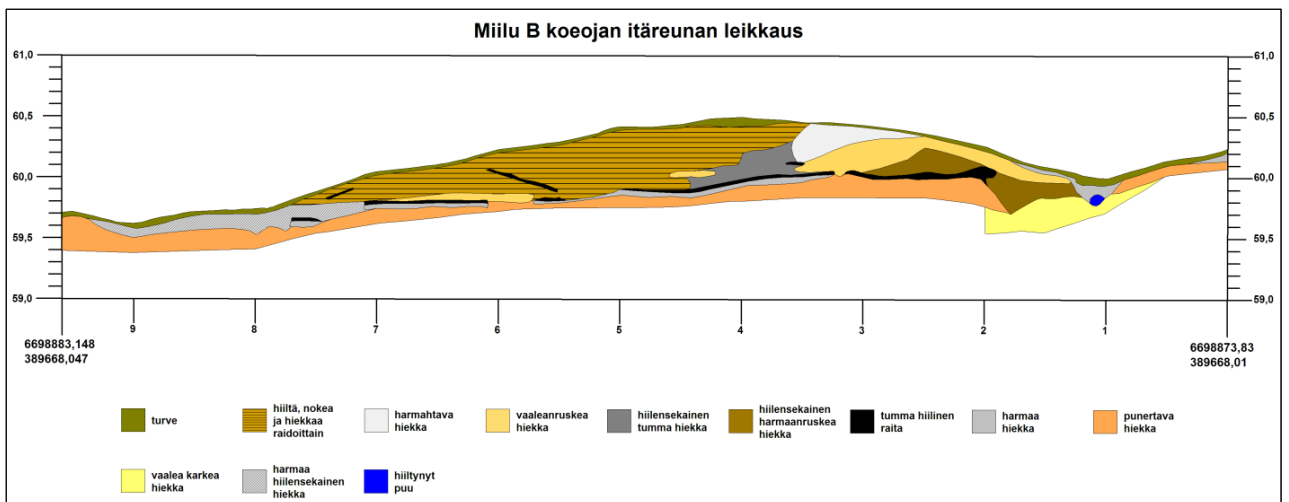 Miilu B koeojan itäreunan leikkaus
61,0
61,0
60,5
60,5
60,0
60,0
59,5
59,5
59,0
59,0
9 8 7 6 5 4 3 2 1
6698883,148
389668,047
6698873,83
389668,01
turve
hiiltä, nokea
ja hiekkaa
raidoittain
harmahtava
hiekka
vaaleanruskea
hiekka
hiilensekainen
tumma hiekka
hiilensekainen
harmaanruskea
hiekka
tumma hiilinen
raita
harmaa
hiekka
punertava
hiekka
vaalea karkea
hiekka
harmaa
hiilensekainen
hiekka
hiiltynyt
puu